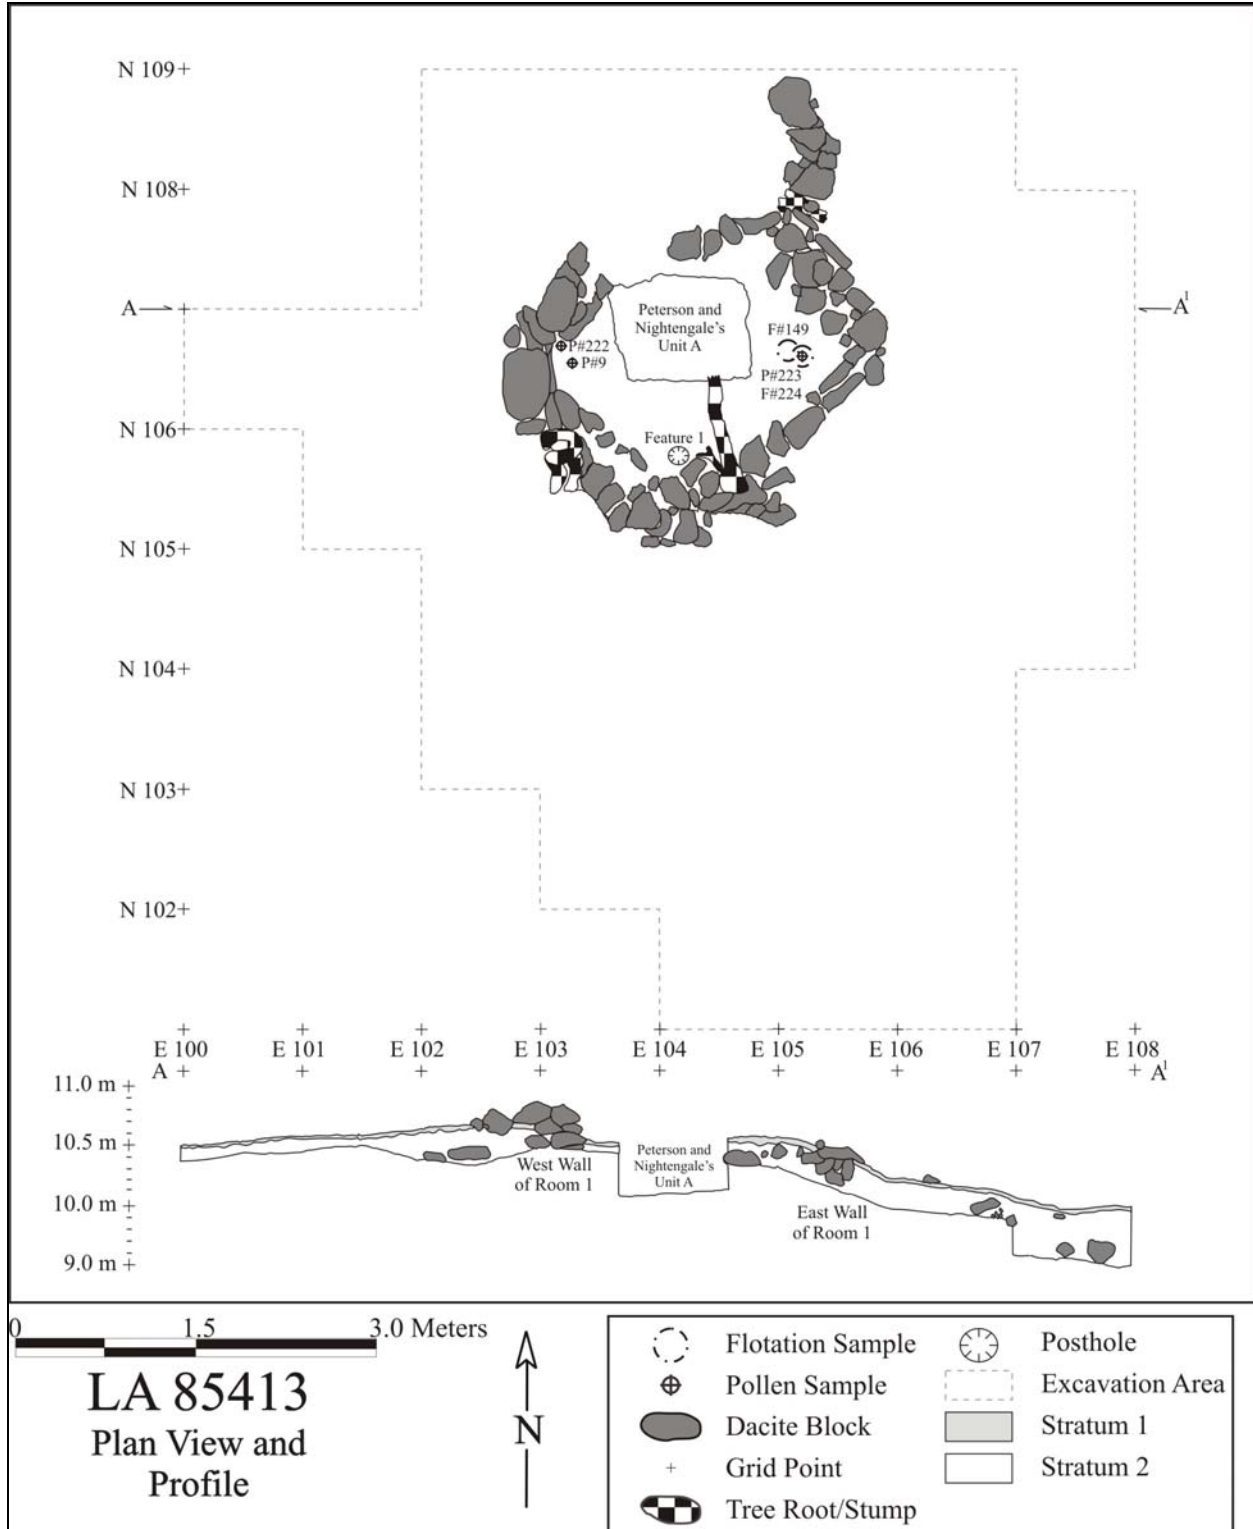 N 109
N 108
A
A¹
Peterson and
Nightengale's
Unit A
F#149
P#222
P#9
P#223
F#224
N 106
Feature 1
N 105
N 104
N 103
N 102
E 100 E 101 E 102 E 103 E 104 E 105 E 106 E 107 E 108
A A¹
11.0 m
10.5 m
10.0 m
9.0 m
West Wall
of Room 1
Peterson and
Nightengale's
Unit A
East Wall
of Room 1
0 1.5 3.0 Meters
LA 85413
Plan View and
Profile
N
Flotation Sample
Pollen Sample
Dacite Block
Grid Point
Tree Root/Stump
Posthole
Excavation Area
Stratum 1
Stratum 2